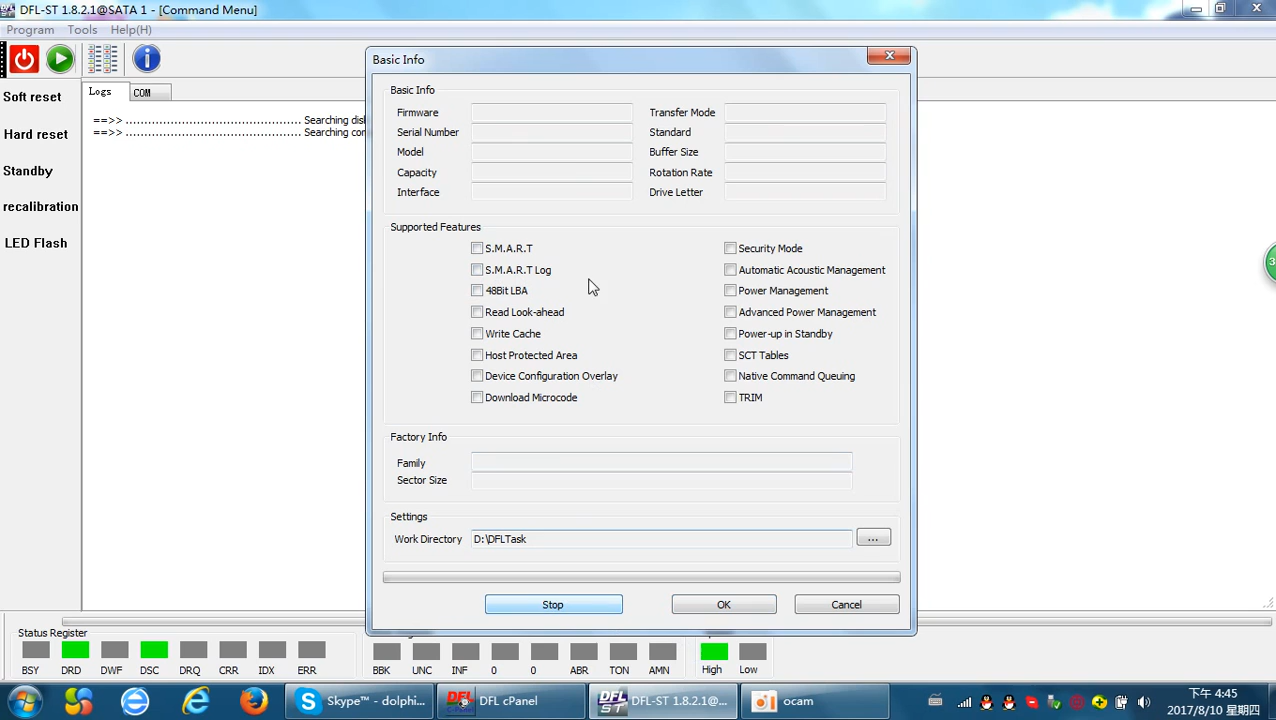 DFL-ST 1.8.2.1@SATA 1 - [Command Menu]
Program Tools Help(H)
Soft reset
Hard reset
Standby
recalibration
LED Flash
Logs COM
==>> ............................................... Searching
==>> ............................................... Searching
Basic Info
Basic Info
Firmware Transfer Mode
Serial Number Standard
Model Buffer Size
Capacity Rotation Rate
Interface Drive Letter
Supported Features
S.M.A.R.T Security Mode
S.M.A.R.T Log Automatic Acoustic Management
48Bit LBA Power Management
Read Look-ahead Advanced Power Management
Write Cache Power-up in Standby
Host Protected Area SCT Tables
Device Configuration Overlay Native Command Queuing
Download Microcode TRIM
Factory Info
Family
Sector Size
Settings
Work Directory D:\DFLTask ...
Stop OK Cancel
Status Register
BSY DRD DWF DSC DRQ CRR IDX ERR BBK UNC INF 0 0 ABR TON AMN High Low
Skype™ - dolphi... DFL cPanel DFL-ST 1.8.2.1@... ocam
下午 4:45
2017/8/10 星期四